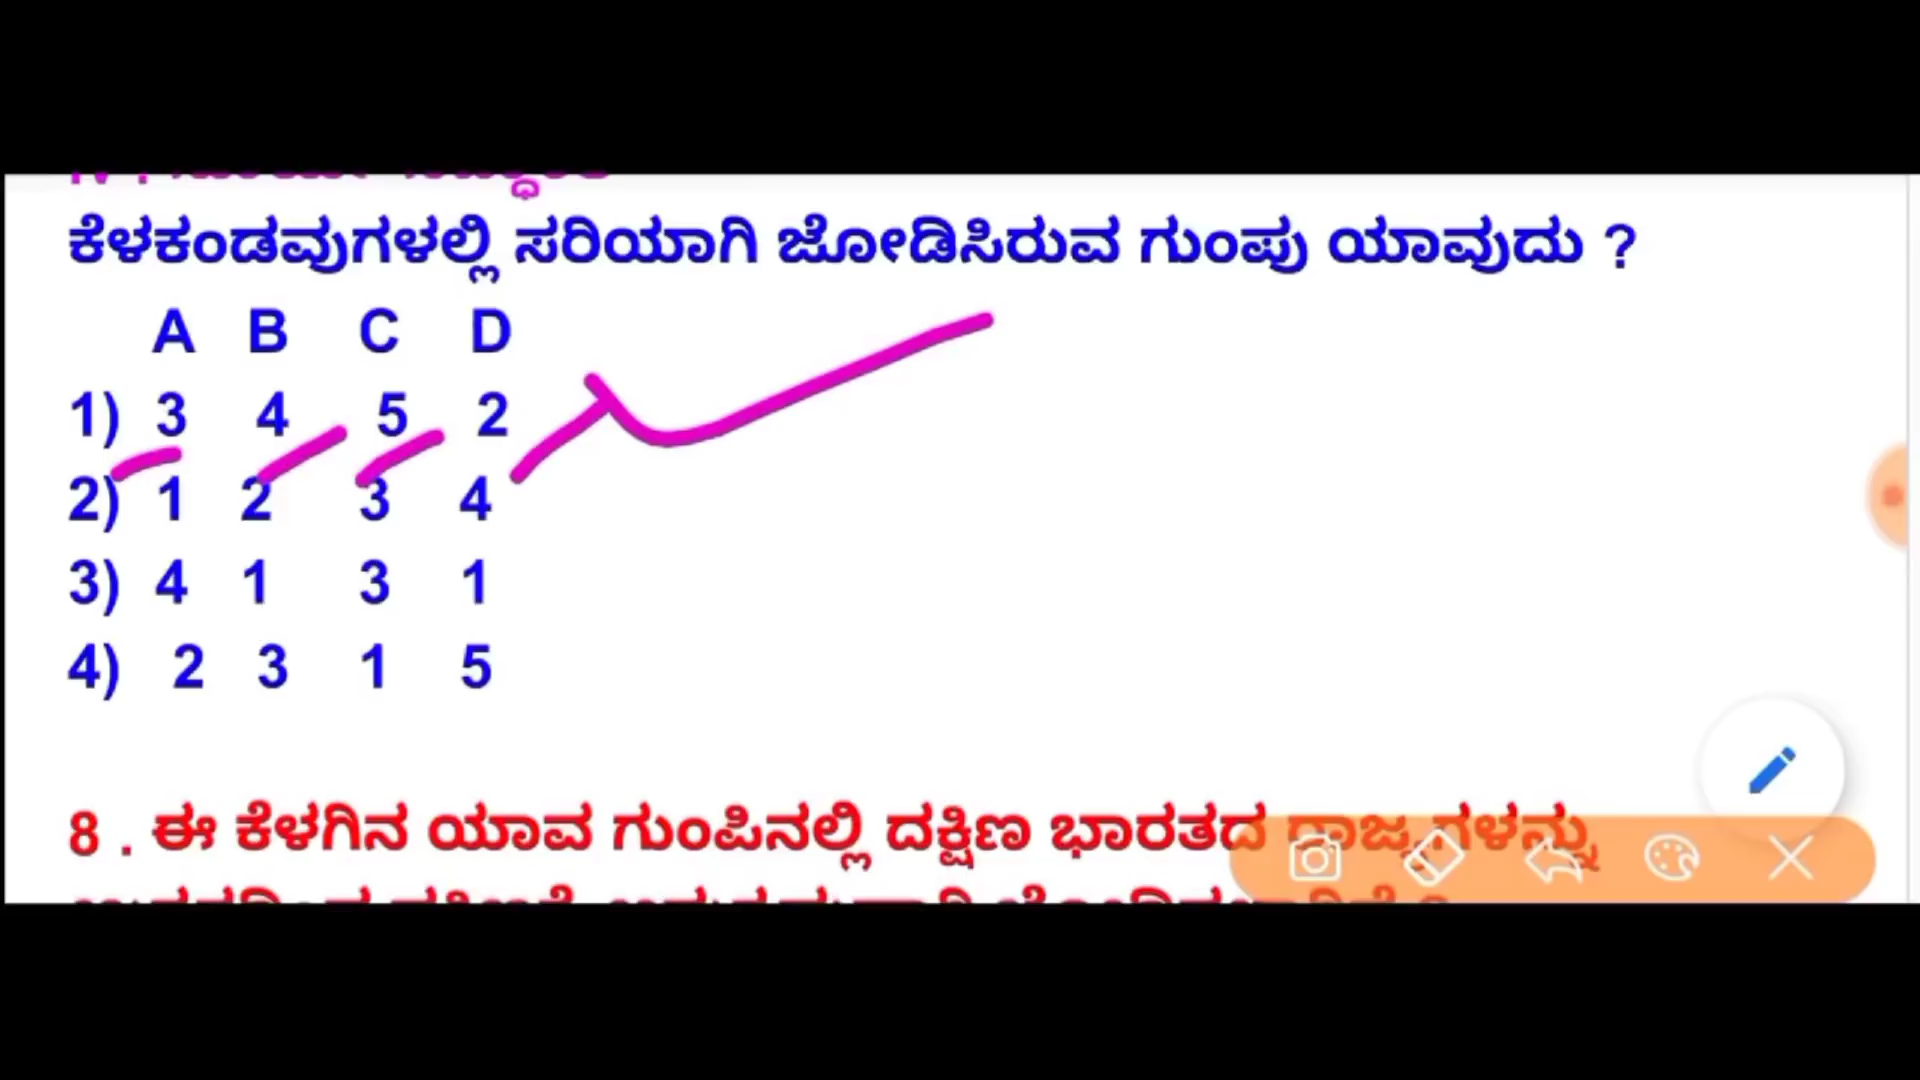 ಕೆಳಕಂಡವುಗಳಲ್ಲಿ ಸರಿಯಾಗಿ ಜೋಡಿಸಿರುವ ಗುಂಪು ಯಾವುದು ?
A B C D
1) 3 4 5 2
2) 1 2 3 4
3) 4 1 3 1
4) 2 3 1 5
8 . ಈ ಕೆಳಗಿನ ಯಾವ ಗುಂಪಿನಲ್ಲಿ ದಕ್ಷಿಣ ಭಾರತದ ರಾಜ್ಯಗಳನ್ನು